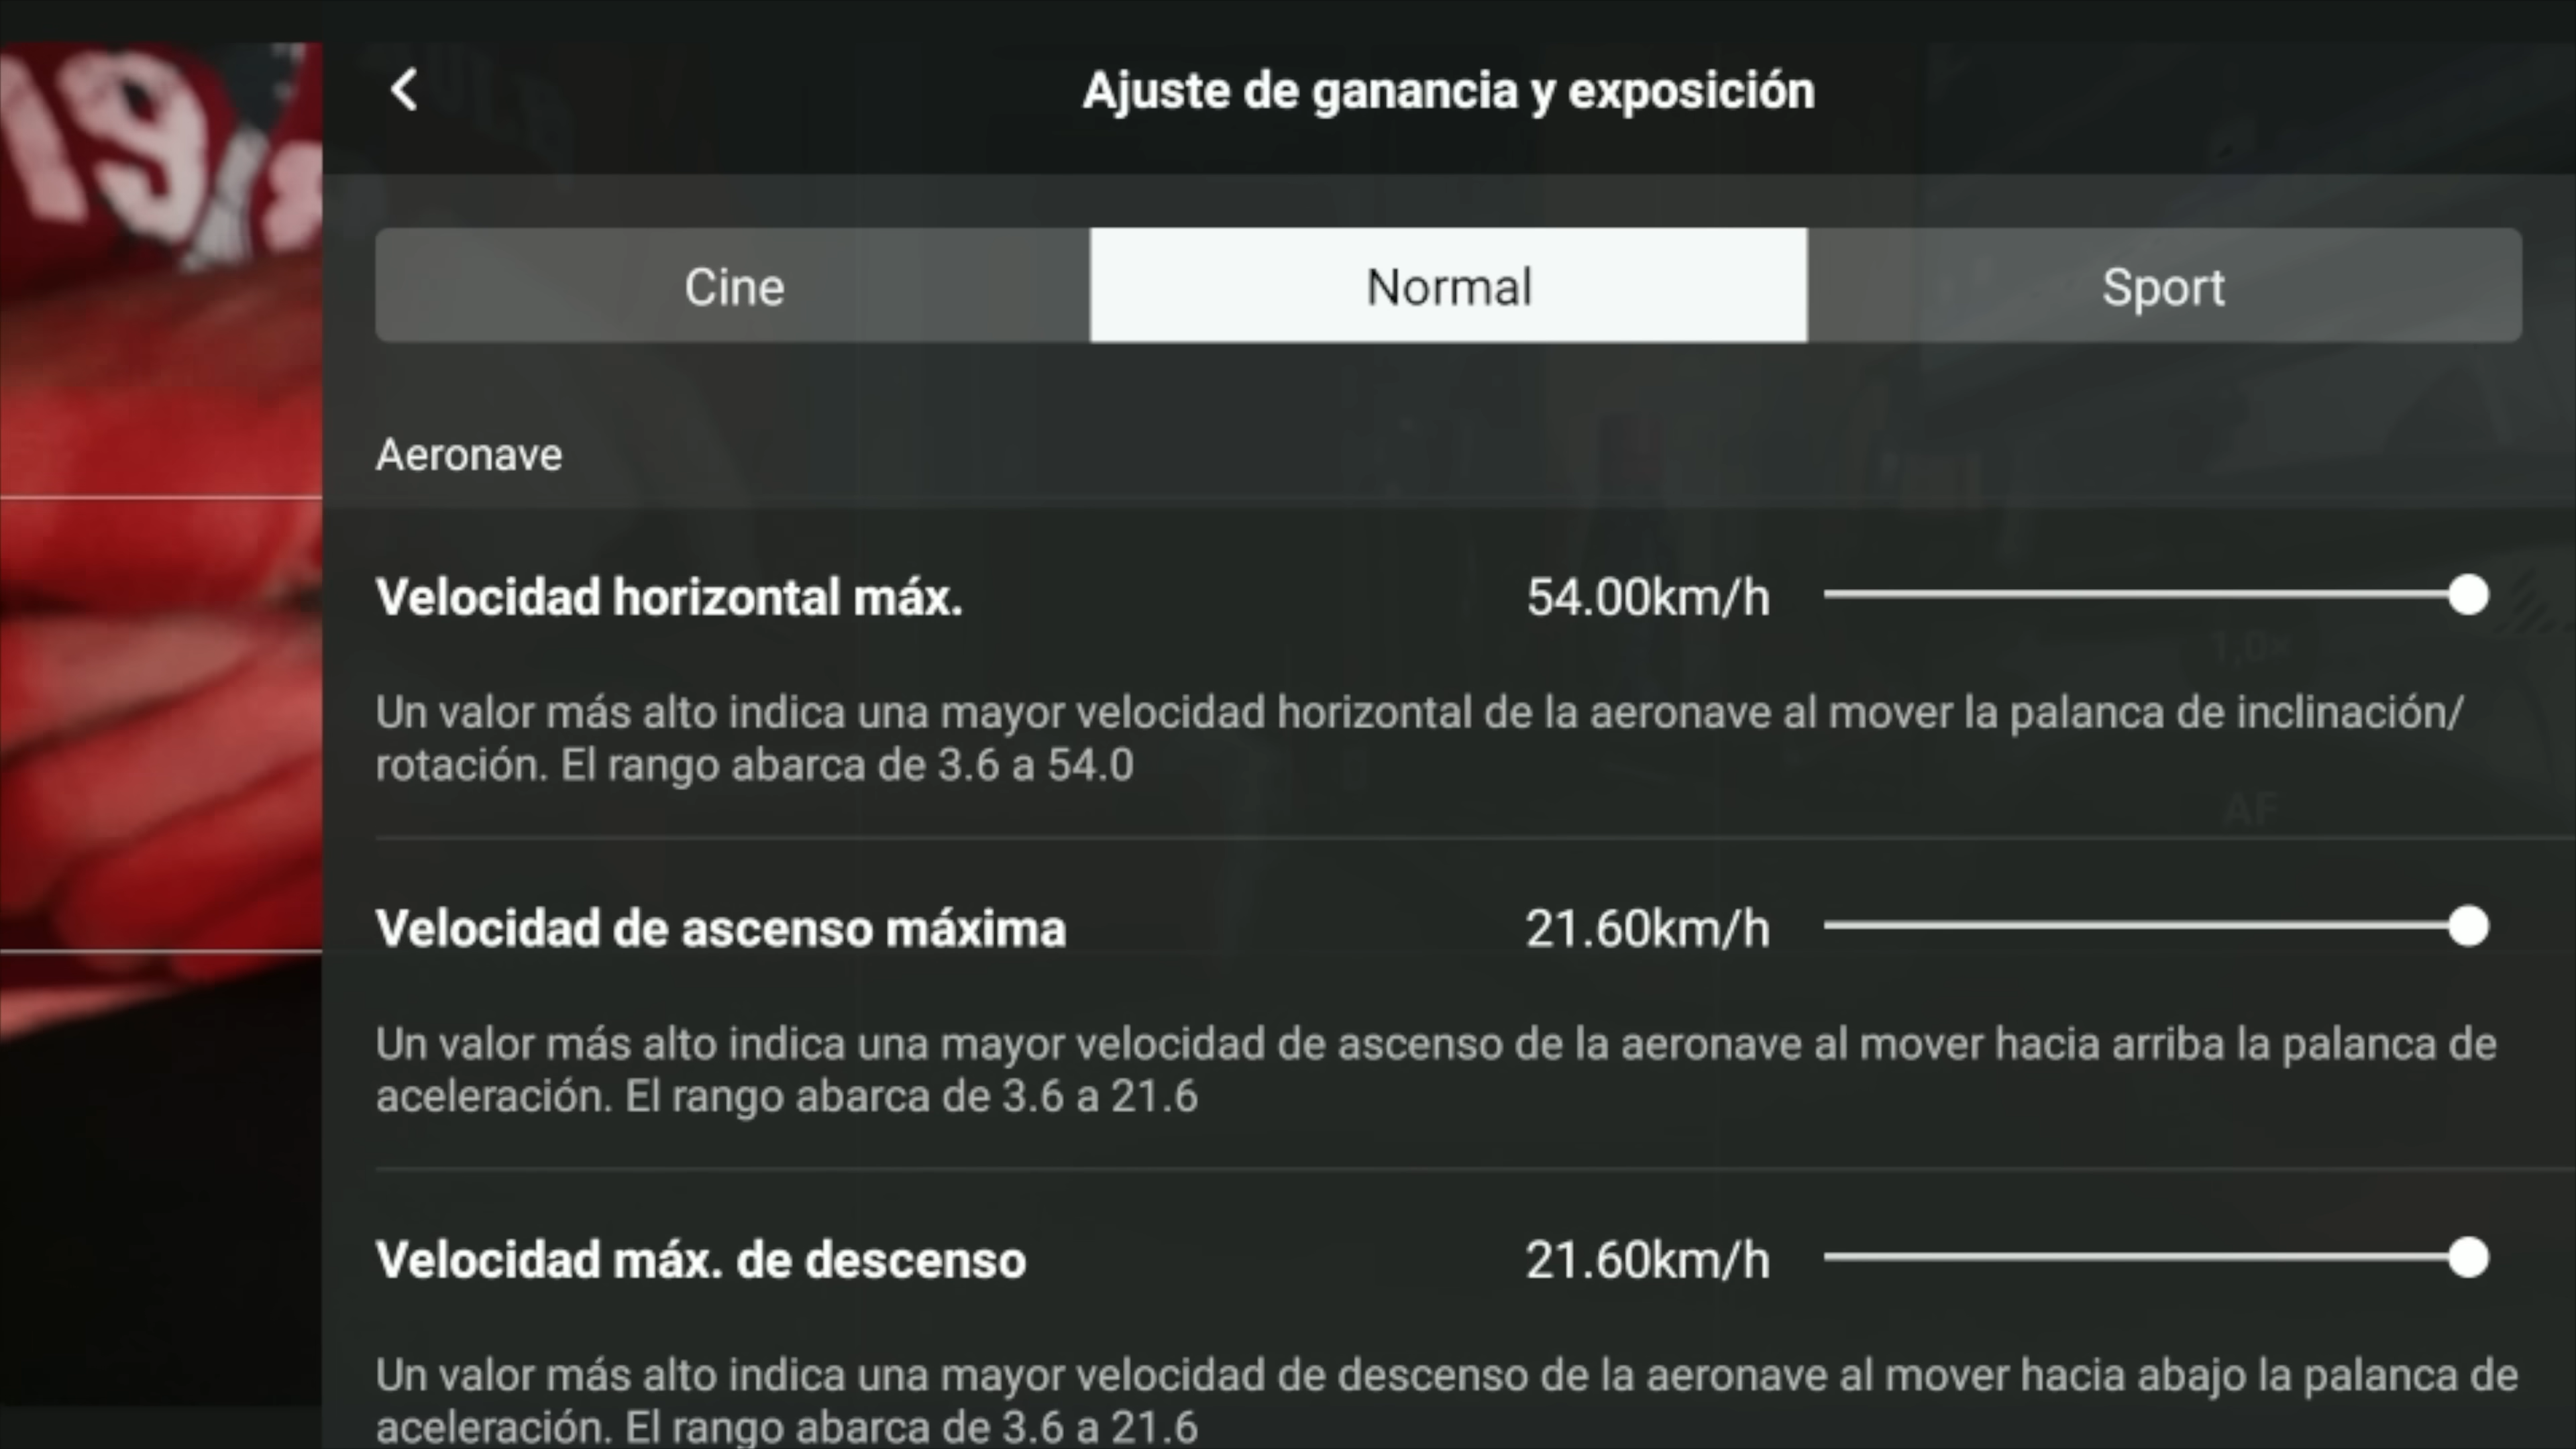 19
Ajuste de ganancia y exposición
Cine
Normal
Sport
Aeronave
Velocidad horizontal máx.
54.00km/h
1,0×
Un valor más alto indica una mayor velocidad horizontal de la aeronave al mover la palanca de inclinación/
rotación. El rango abarca de 3.6 a 54.0
AF
Velocidad de ascenso máxima
21.60km/h
Un valor más alto indica una mayor velocidad de ascenso de la aeronave al mover hacia arriba la palanca de
aceleración. El rango abarca de 3.6 a 21.6
Velocidad máx. de descenso
21.60km/h
Un valor más alto indica una mayor velocidad de descenso de la aeronave al mover hacia abajo la palanca de
aceleración. El rango abarca de 3.6 a 21.6